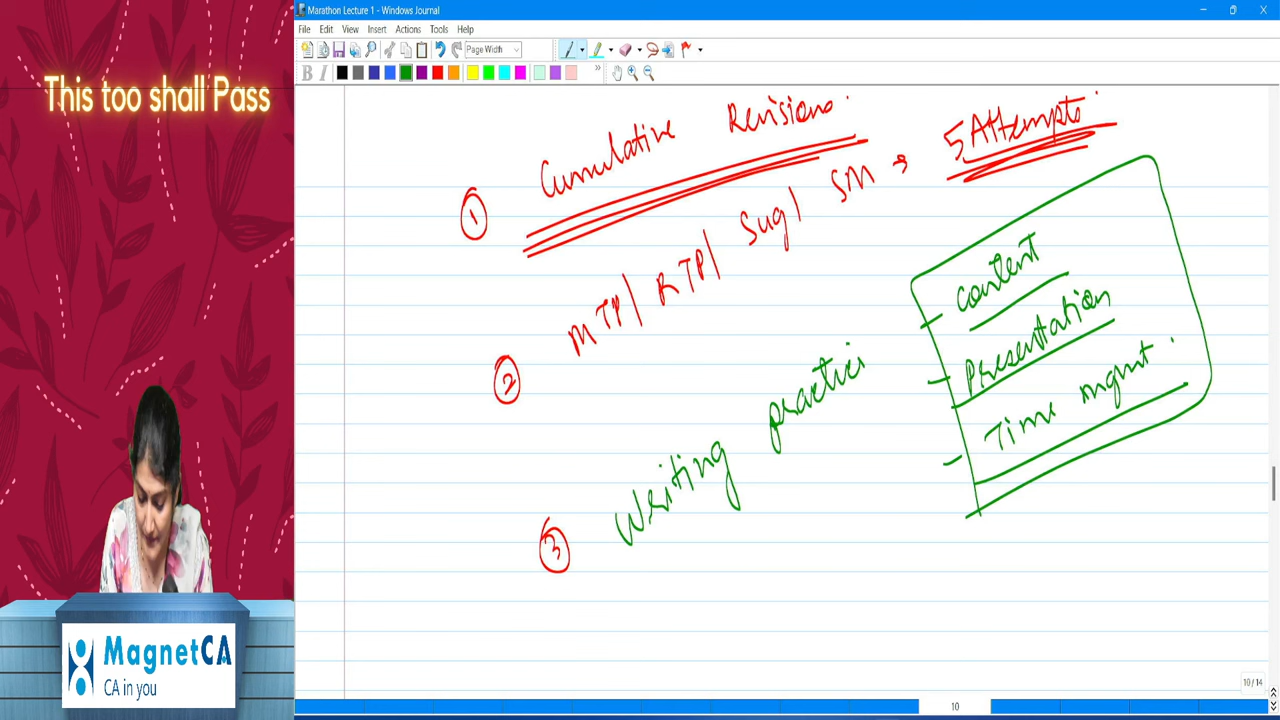 Marathon Lecture 1 - Windows Journal
File Edit View Insert Actions Tools Help
Page Width
This too shall Pass
① Cumulative Revisions.
② MTP/ RTP/ Sug/ SM → 5 Attempts.
③ Writing practice
- Content
- Presentation
- Time mgmt.
MagnetCA
CA in you
10 / 14
10